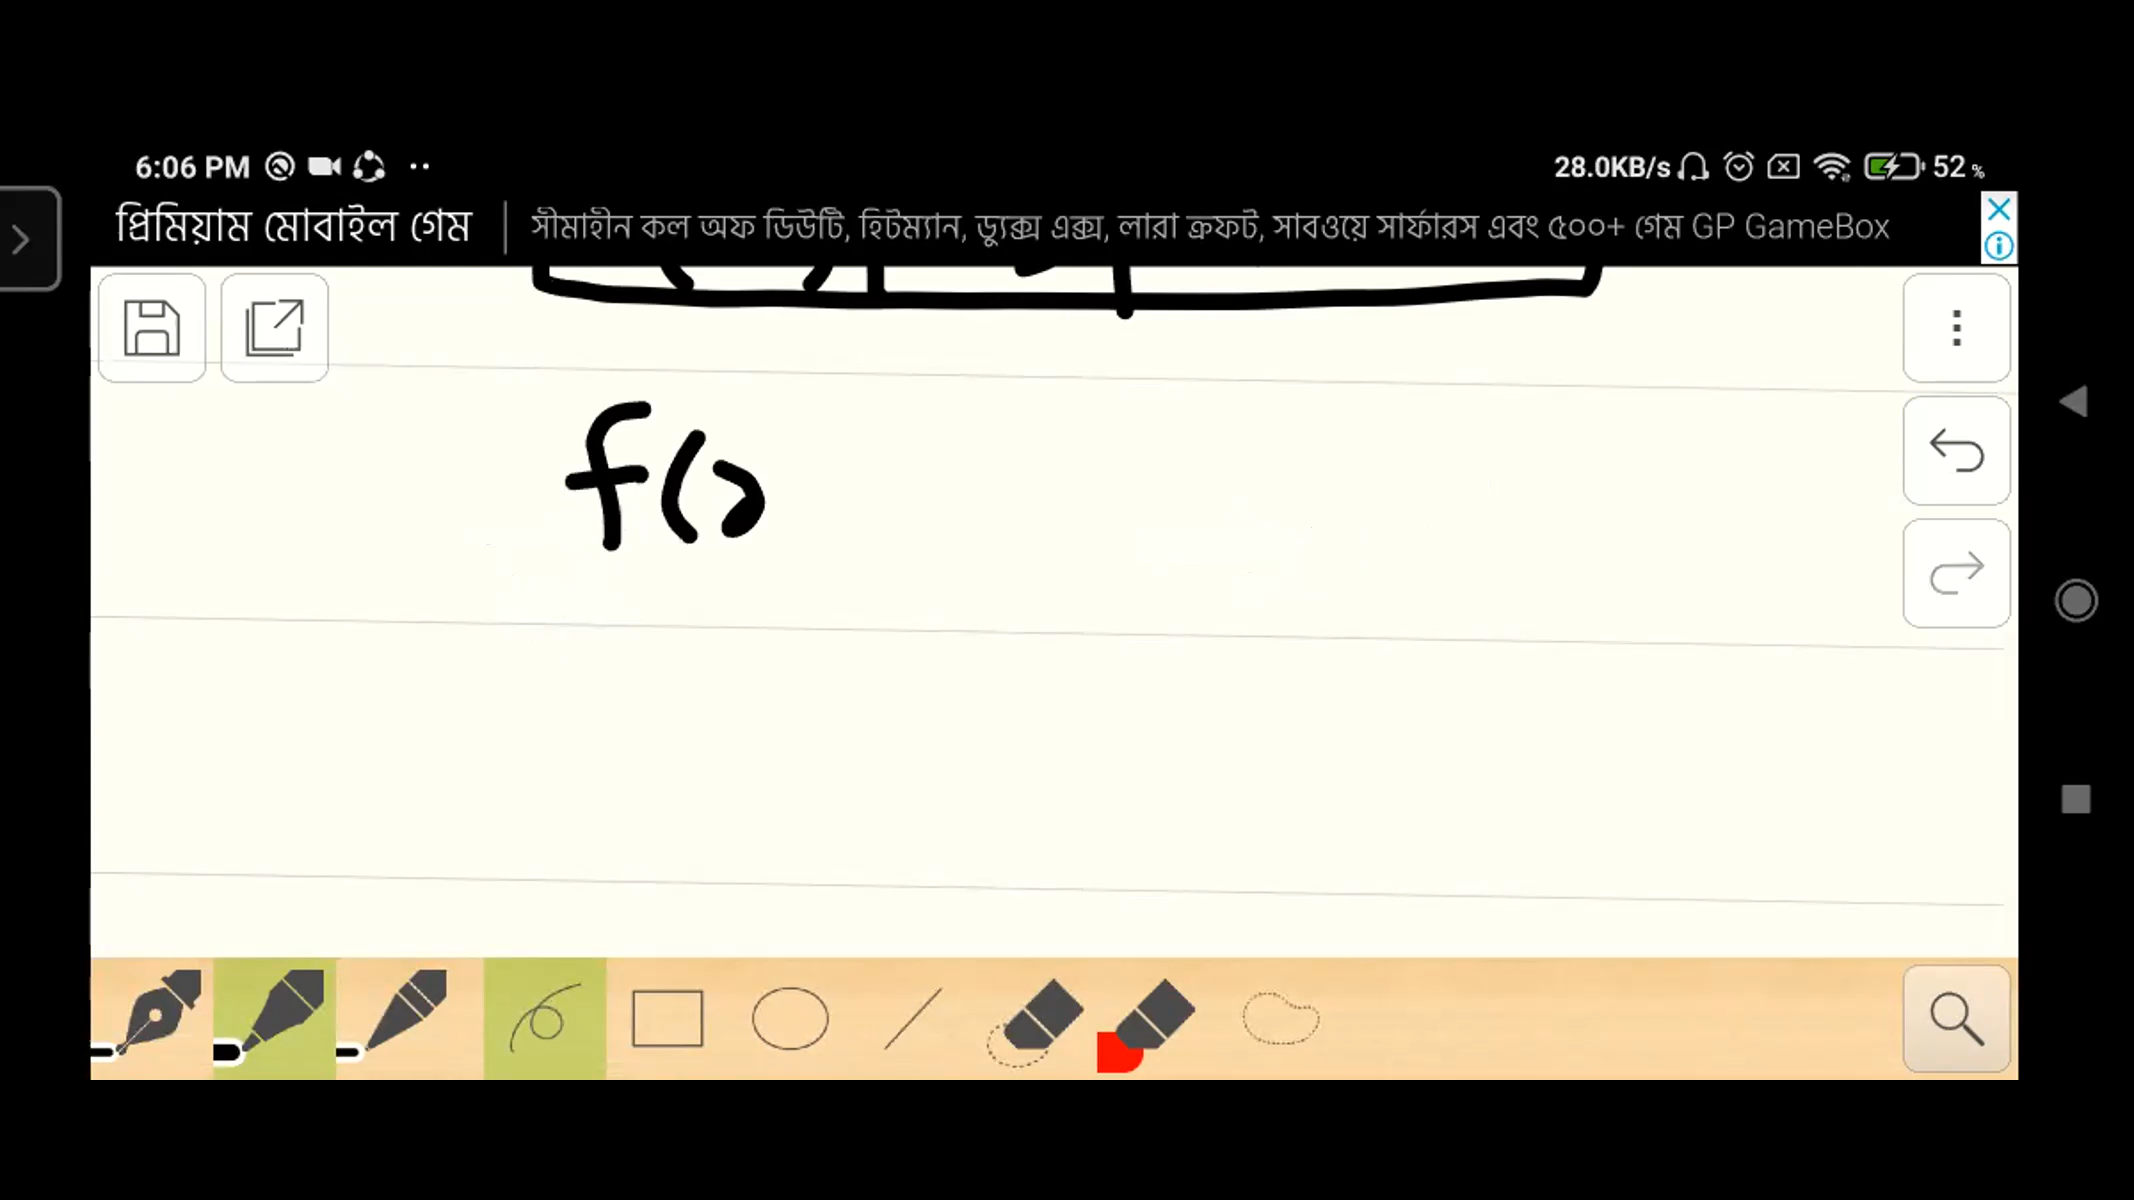 6:06 PM 28.0KB/s 52 %
প্রিমিয়াম মোবাইল গেম সীমাহীন কল অফ ডিউটি, হিটম্যান, ড্যুক্স এক্স, লারা ক্রফট, সাবওয়ে সার্ফারস এবং ৫০০+ গেম GP GameBox
f(